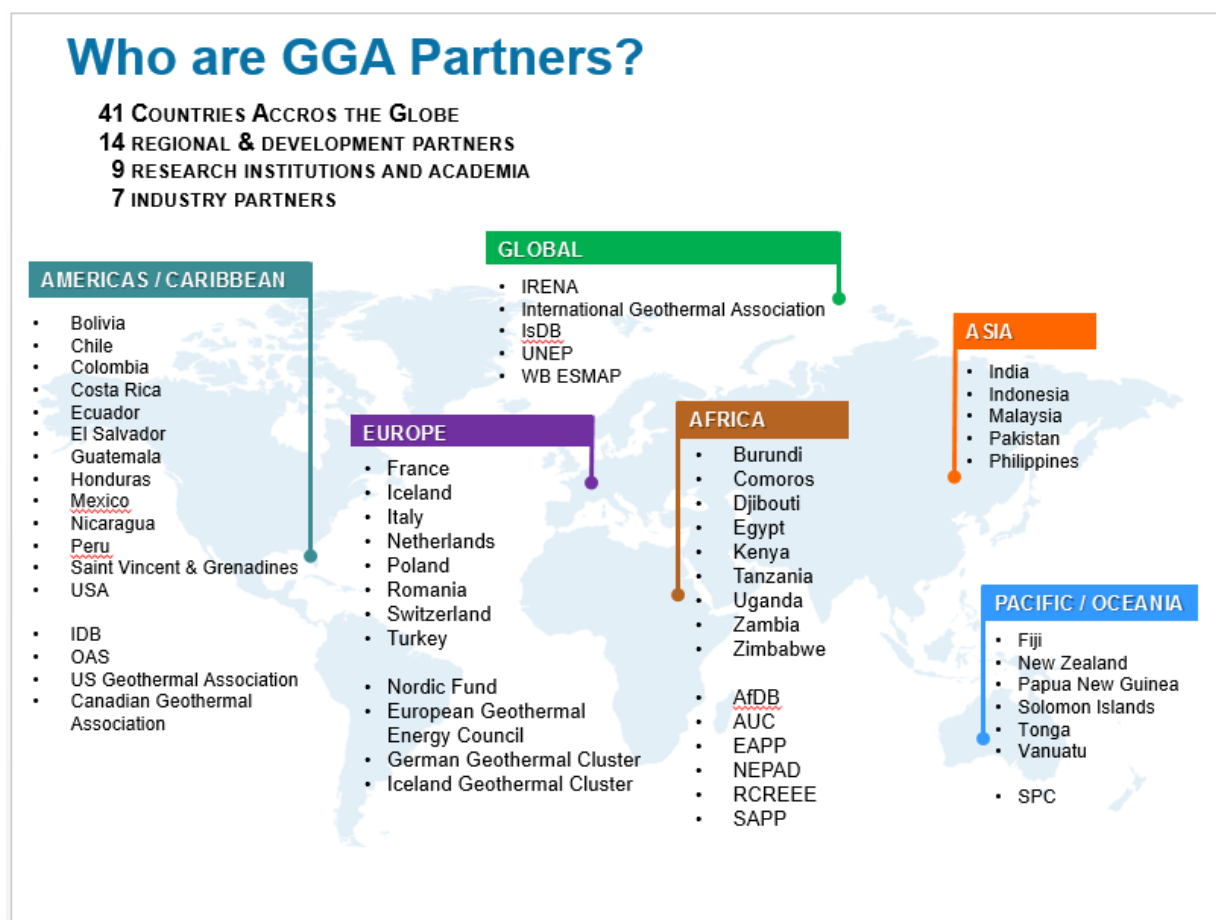 Who are GGA Partners?
41 COUNTRIES ACCROS THE GLOBE
14 REGIONAL & DEVELOPMENT PARTNERS
9 RESEARCH INSTITUTIONS AND ACADEMIA
7 INDUSTRY PARTNERS
GLOBAL
• IRENA
• International Geothermal Association
• IsDB
• UNEP
• WB ESMAP
AMERICAS / CARIBBEAN
• Bolivia
• Chile
• Colombia
• Costa Rica
• Ecuador
• El Salvador
• Guatemala
• Honduras
• Mexico
• Nicaragua
• Peru
• Saint Vincent & Grenadines
• USA
• IDB
• OAS
• US Geothermal Association
• Canadian Geothermal
Association
EUROPE
• France
• Iceland
• Italy
• Netherlands
• Poland
• Romania
• Switzerland
• Turkey
• Nordic Fund
• European Geothermal
Energy Council
• German Geothermal Cluster
• Iceland Geothermal Cluster
AFRICA
• Burundi
• Comoros
• Djibouti
• Egypt
• Kenya
• Tanzania
• Uganda
• Zambia
• Zimbabwe
• AfDB
• AUC
• EAPP
• NEPAD
• RCREEE
• SAPP
ASIA
• India
• Indonesia
• Malaysia
• Pakistan
• Philippines
PACIFIC / OCEANIA
• Fiji
• New Zealand
• Papua New Guinea
• Solomon Islands
• Tonga
• Vanuatu
• SPC